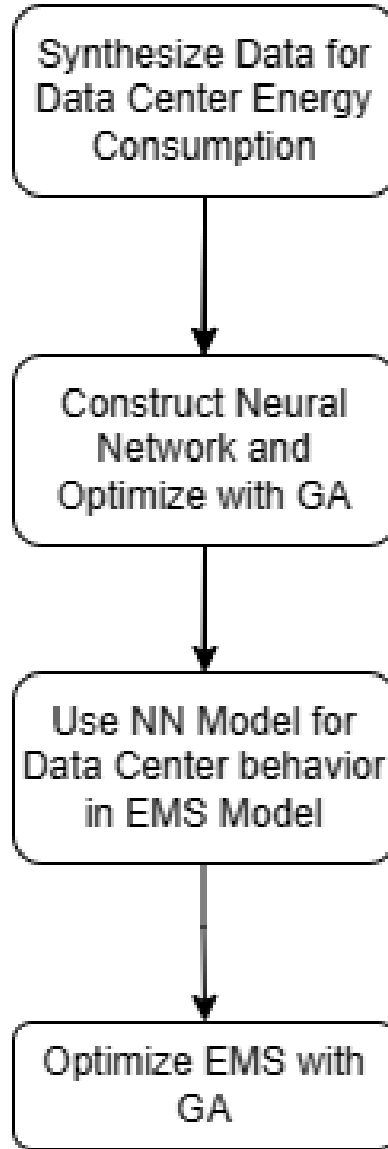 Synthesize Data for
Data Center Energy
Consumption
Construct Neural
Network and
Optimize with GA
Use NN Model for
Data Center behavior
in EMS Model
Optimize EMS with
GA